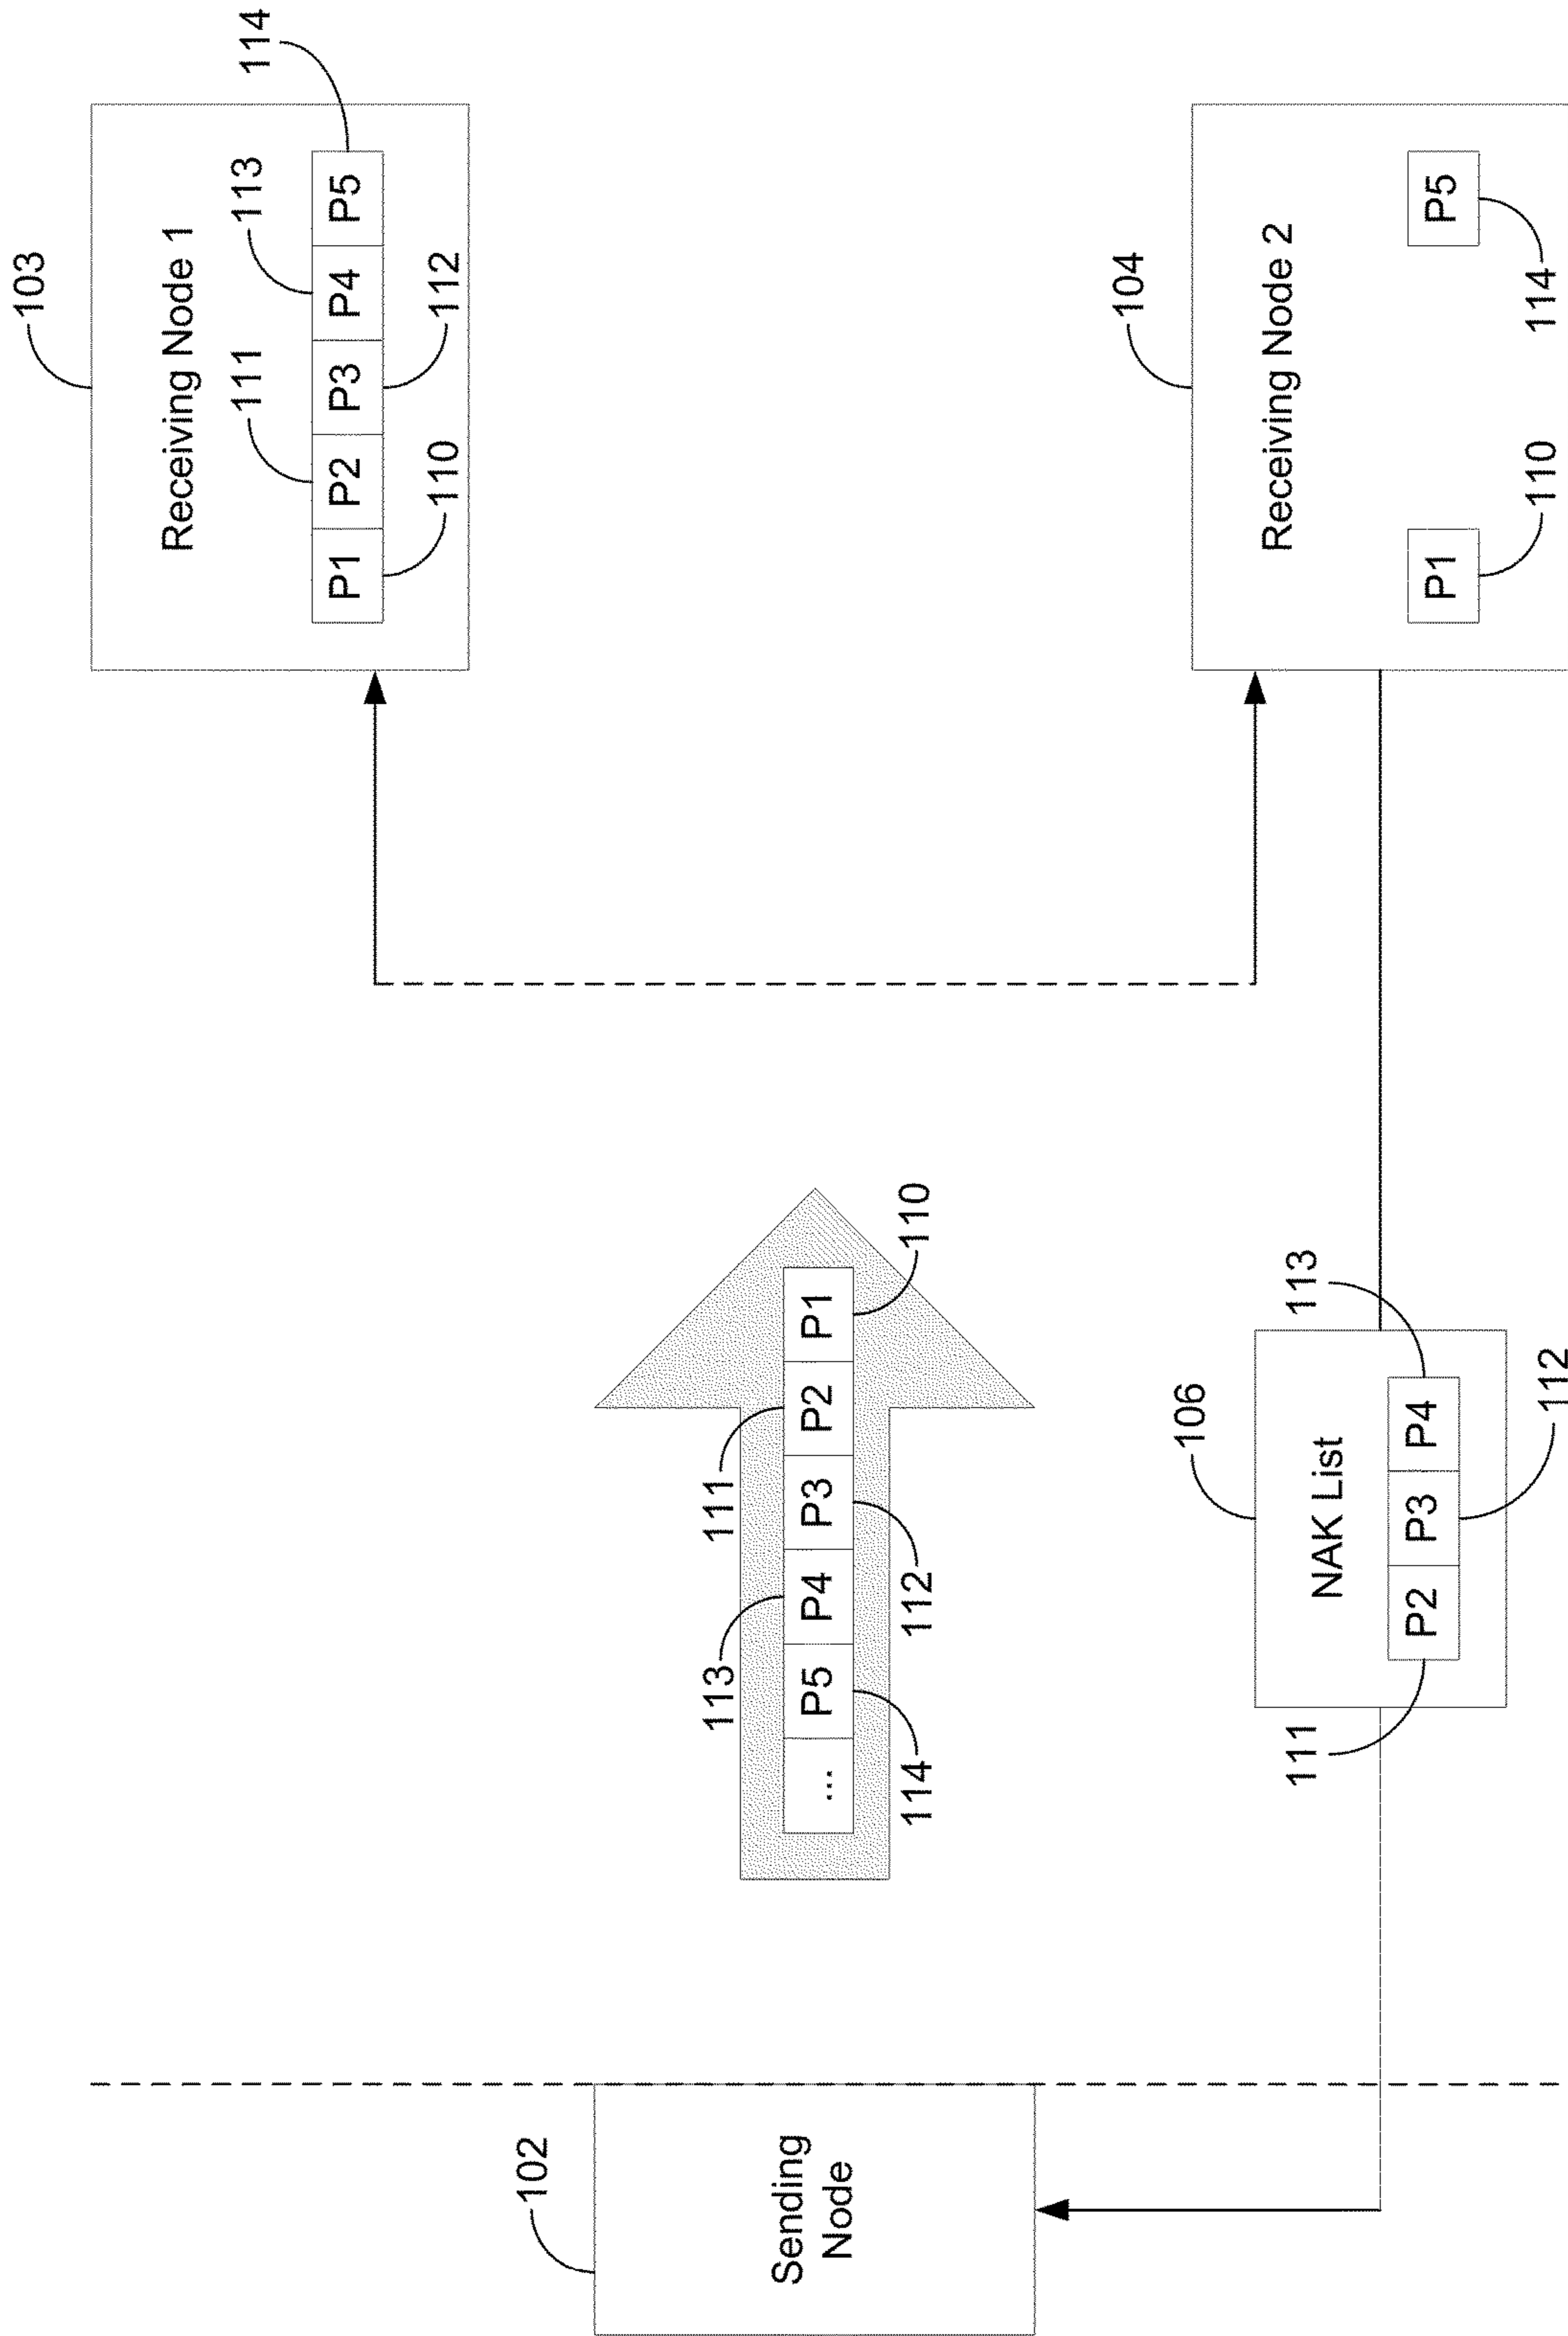 103
Receiving Node 1
111 113 114
P1 P2 P3 P4 P5
110 112
102
Sending
Node
113 111
... P5 P4 P3 P2 P1
114 112 110
106
NAK List
111 113
P2 P3 P4
112
104
Receiving Node 2
P1 P5
110 114